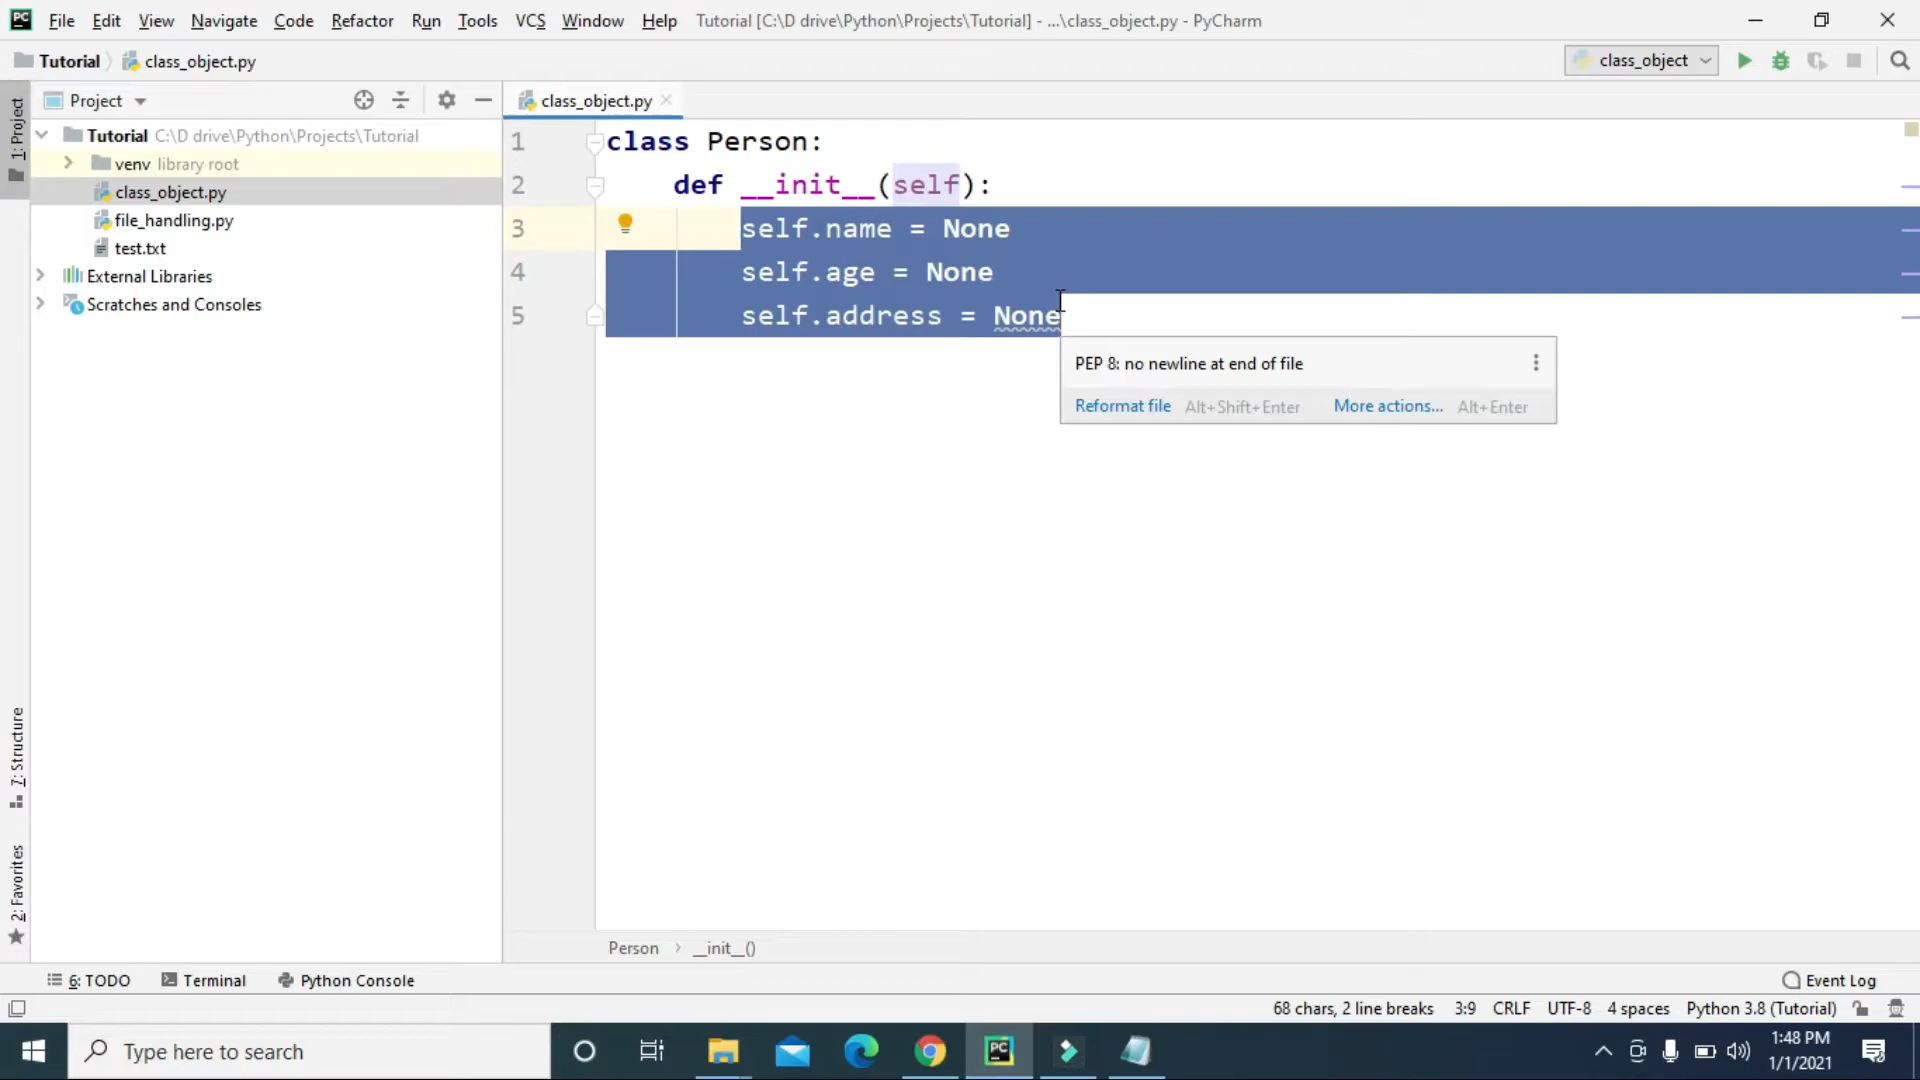 PC File Edit View Navigate Code Refactor Run Tools VCS Window Help Tutorial [C:\D drive\Python\Projects\Tutorial] - ...\class_object.py - PyCharm
Tutorial class_object.py class_object
1: Project
Project
class_object.py
Tutorial C:\D drive\Python\Projects\Tutorial
venv library root
class_object.py
file_handling.py
test.txt
External Libraries
Scratches and Consoles
1 class Person:
2 def __init__(self):
3 self.name = None
4 self.age = None
5 self.address = None
PEP 8: no newline at end of file
Reformat file Alt+Shift+Enter More actions... Alt+Enter
7: Structure
2: Favorites
Person > __init__()
6: TODO Terminal Python Console Event Log
68 chars, 2 line breaks 3:9 CRLF UTF-8 4 spaces Python 3.8 (Tutorial)
Type here to search
PC
1:48 PM
1/1/2021